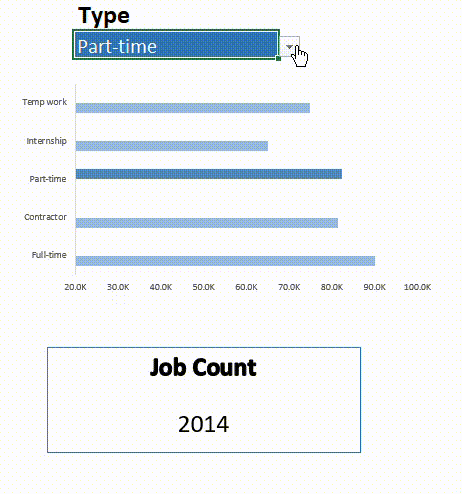 Type
Part-time
Temp work
Internship
Part-time
Contractor
Full-time
20.0K 30.0K 40.0K 50.0K 60.0K 70.0K 80.0K 90.0K 100.0K
Job Count
2014